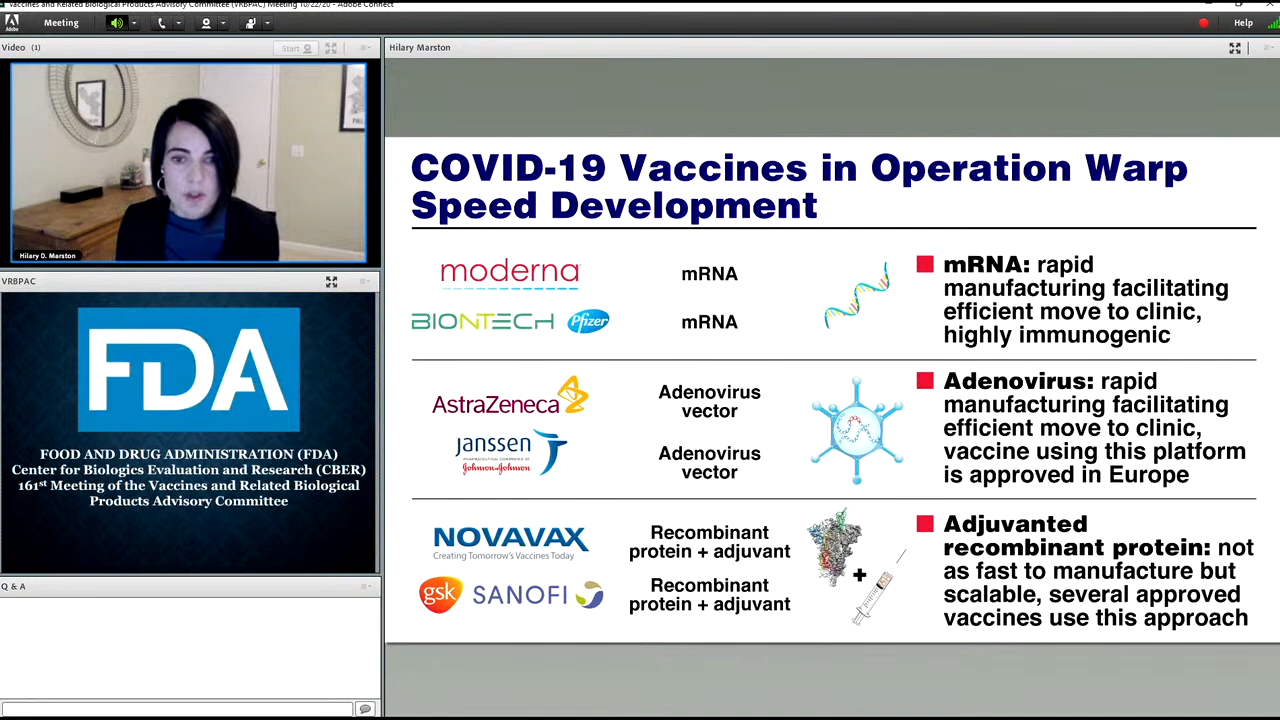 Vaccines and Related Biological Products Advisory Committee (VRBPAC) Meeting 10/22/20 - Adobe Connect
Adobe
Meeting
Help
Video (1)
Start
Hilary D. Marston
VRBPAC
FDA
FOOD AND DRUG ADMINISTRATION (FDA)
Center for Biologics Evaluation and Research (CBER)
161st Meeting of the Vaccines and Related Biological
Products Advisory Committee
Q & A
Hilary Marston
COVID-19 Vaccines in Operation Warp
Speed Development
moderna
mRNA
BIONTECH Pfizer
mRNA
mRNA: rapid
manufacturing facilitating
efficient move to clinic,
highly immunogenic
AstraZeneca
Adenovirus
vector
janssen
PHARMACEUTICAL COMPANIES OF
Johnson & Johnson
Adenovirus
vector
Adenovirus: rapid
manufacturing facilitating
efficient move to clinic,
vaccine using this platform
is approved in Europe
NOVAVAX
Creating Tomorrow's Vaccines Today
Recombinant
protein + adjuvant
gsk SANOFI
Recombinant
protein + adjuvant
+
Adjuvanted
recombinant protein: not
as fast to manufacture but
scalable, several approved
vaccines use this approach